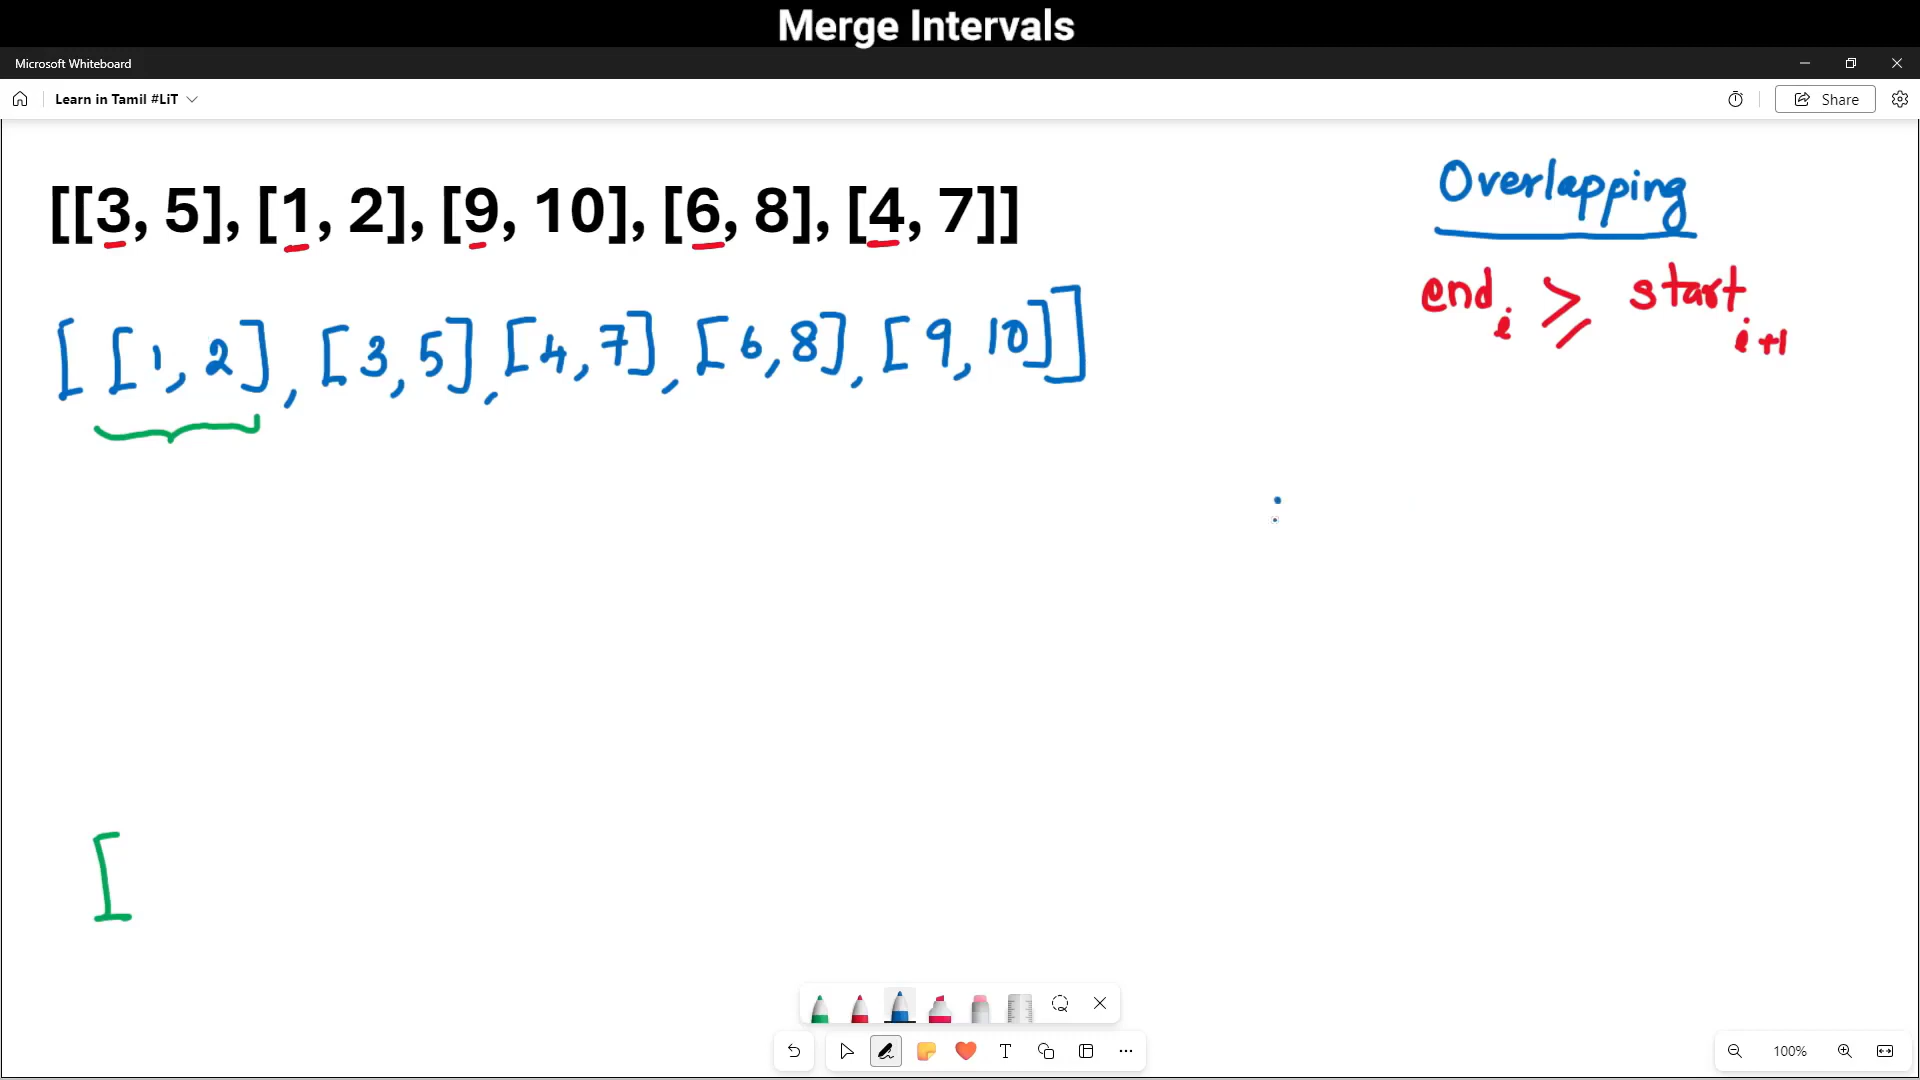 Merge Intervals
Microsoft Whiteboard
Learn in Tamil #LiT
Share
[[3, 5], [1, 2], [9, 10], [6, 8], [4, 7]]
Overlapping
end i ⩾ start i+1
[[1, 2], [3, 5], [4, 7], [6, 8], [9, 10]]
[
T
100%